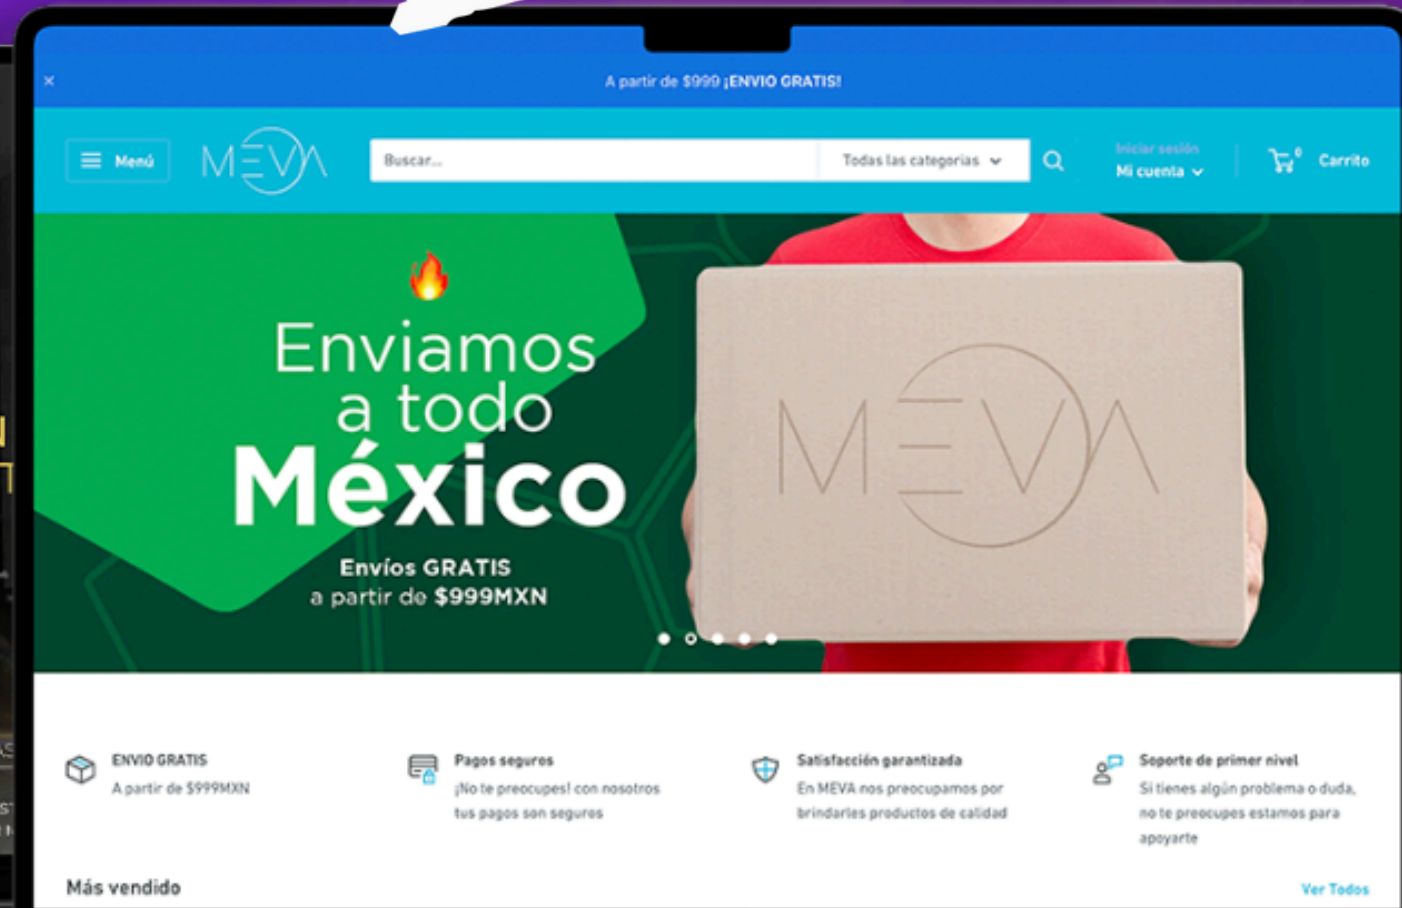 A partir de $999 ¡ENVIO GRATIS!
Menú
MEVA
Buscar...
Todas las categorias
Iniciar sesión
Mi cuenta
0
Carrito
Enviamos
a todo
México
Envíos GRATIS
a partir de $999MXN
MEVA
ENVIO GRATIS
A partir de $999MXN
Pagos seguros
¡No te preocupes! con nosotros
tus pagos son seguros
Satisfacción garantizada
En MEVA nos preocupamos por
brindarles productos de calidad
Soporte de primer nivel
Si tienes algún problema o duda,
no te preocupes estamos para
apoyarte
Más vendido
Ver Todos